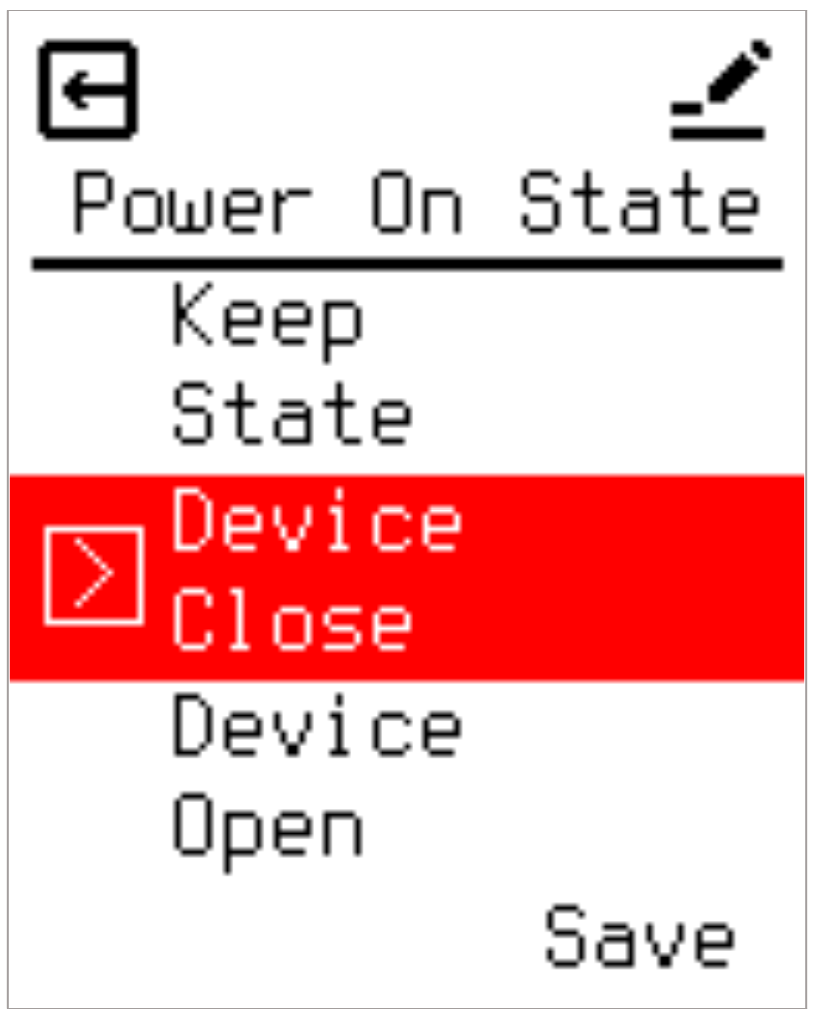 Power On State
Keep
State
Device
Close
Device
Open
Save